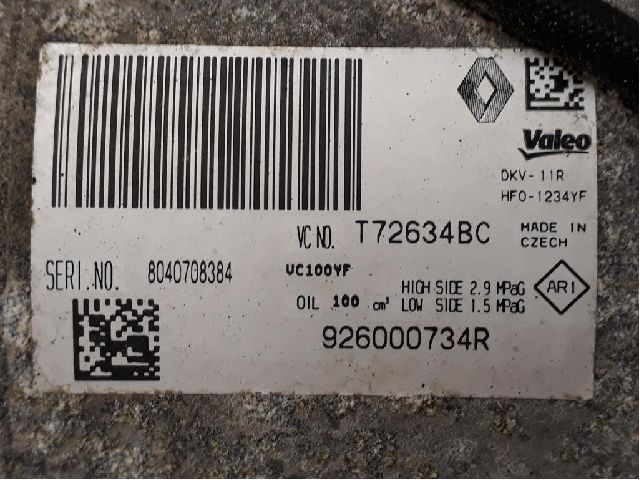 Valeo
DKV-11R
HFO-1234YF
VC NO. T72634BC
MADE IN
CZECH
SERI.NO. 8040708384
VC100YF
OIL 100 cm³
HIGH SIDE 2.9 MPaG
LOW SIDE 1.5 MPaG
AR1
926000734R